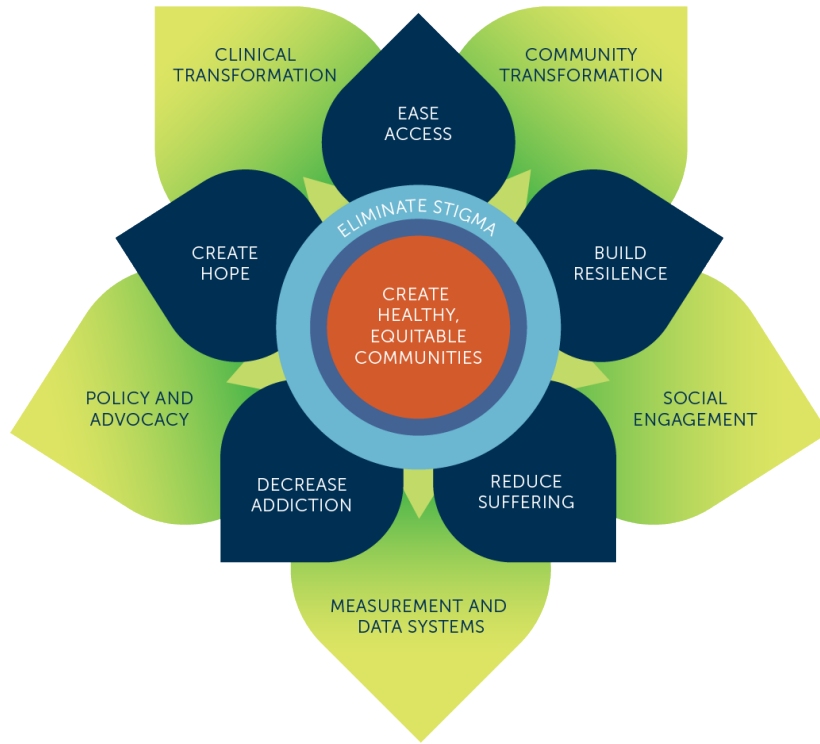 CLINICAL
TRANSFORMATION
COMMUNITY
TRANSFORMATION
EASE
ACCESS
ELIMINATE STIGMA
CREATE
HOPE
BUILD
RESILENCE
CREATE
HEALTHY,
EQUITABLE
COMMUNITIES
POLICY AND
ADVOCACY
SOCIAL
ENGAGEMENT
DECREASE
ADDICTION
REDUCE
SUFFERING
MEASUREMENT AND
DATA SYSTEMS